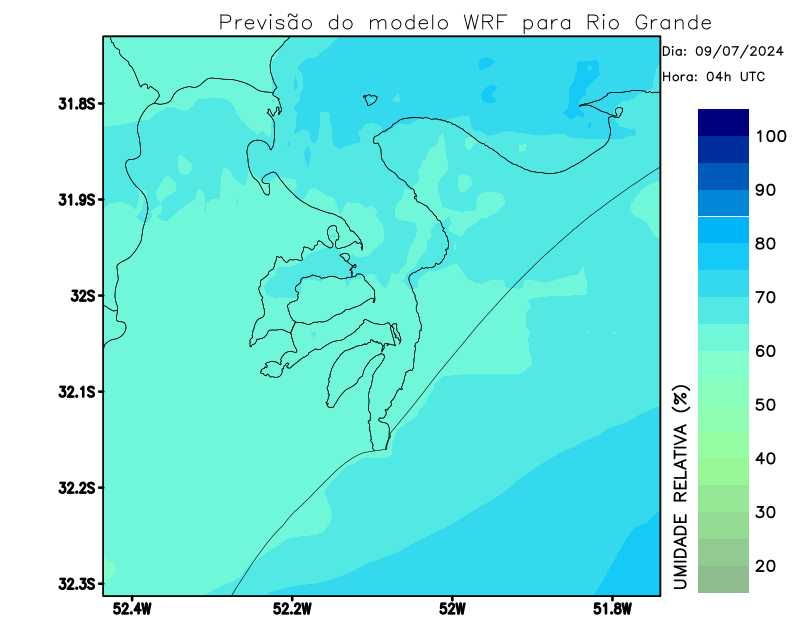 Previsão do modelo WRF para Rio Grande
Dia: 09/07/2024
Hora: 04h UTC
31.8S
31.9S
32S
32.1S
32.2S
32.3S
52.4W
52.2W
52W
51.8W
100
90
80
70
60
50
40
30
20
UMIDADE RELATIVA (%)